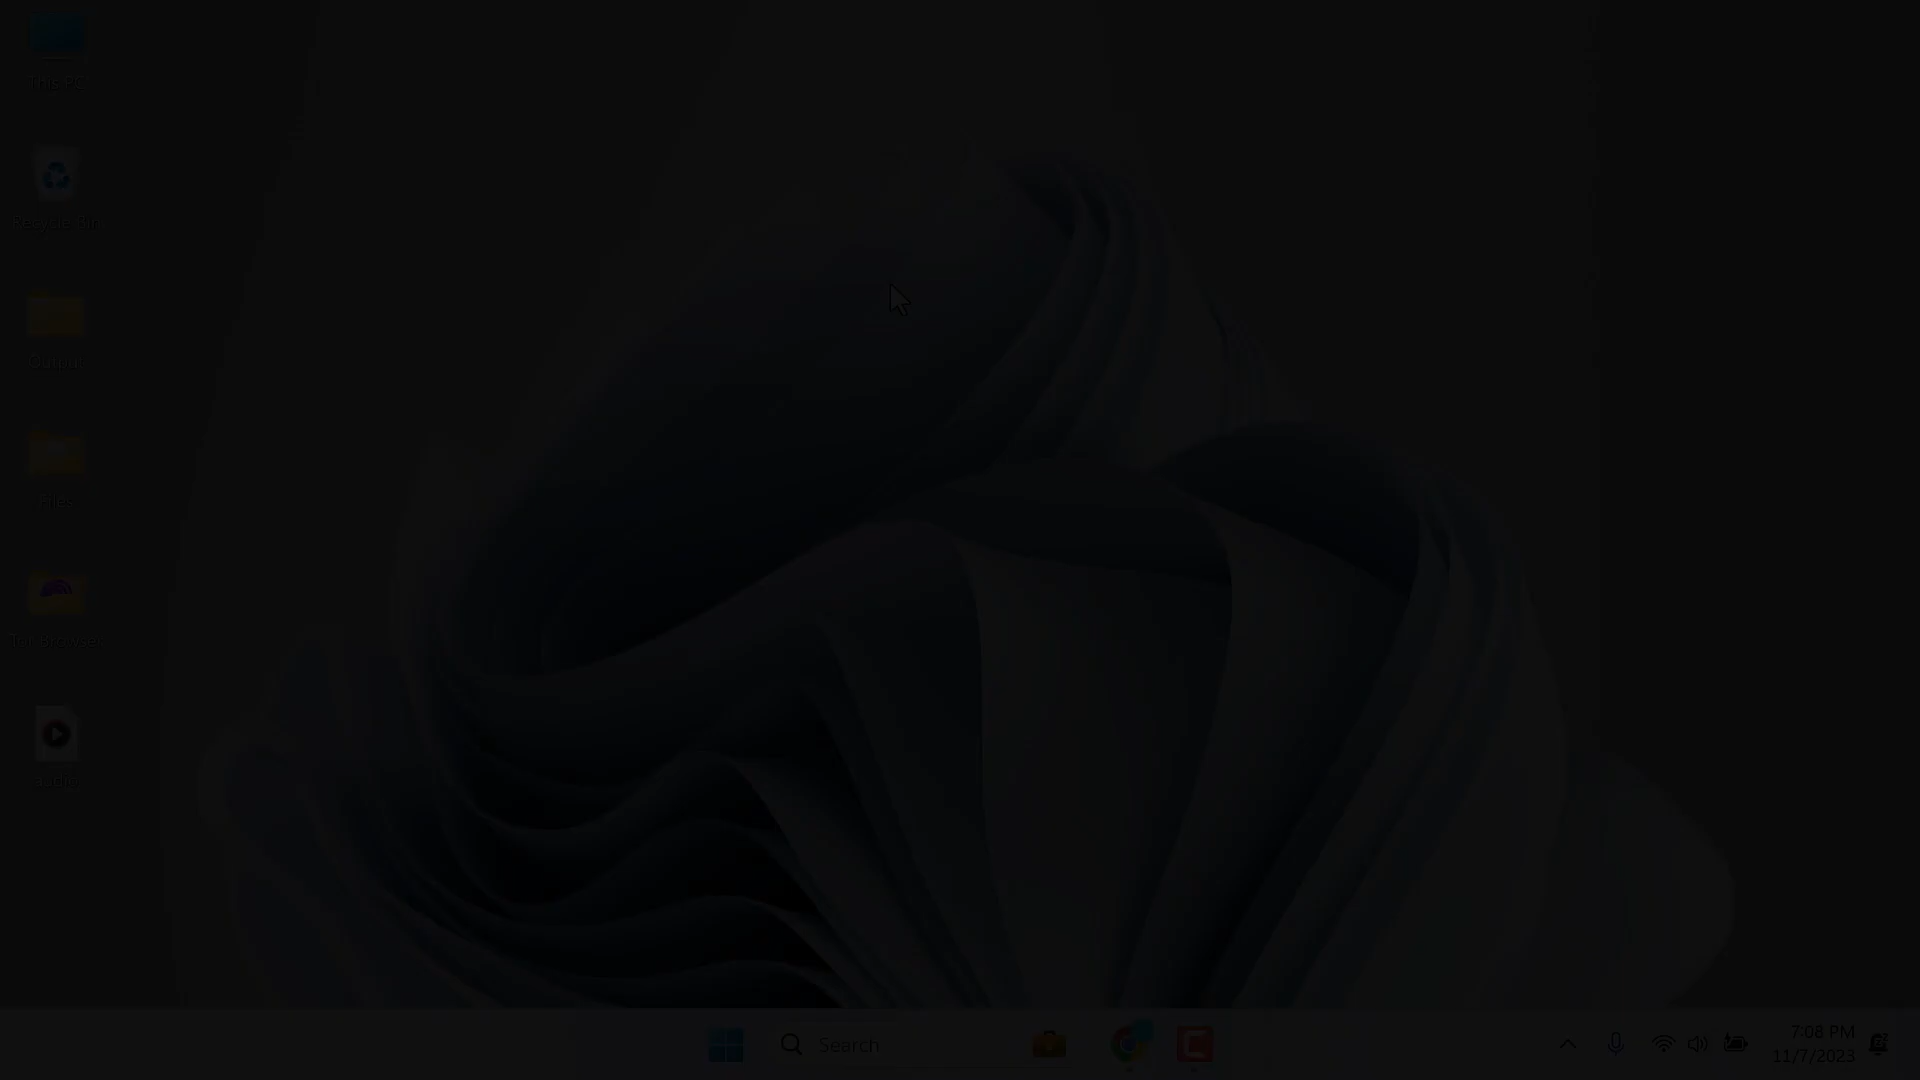 This PC
Recycle Bin
Output
Files
Tor Browser
Search
7:08 PM
11/7/2023